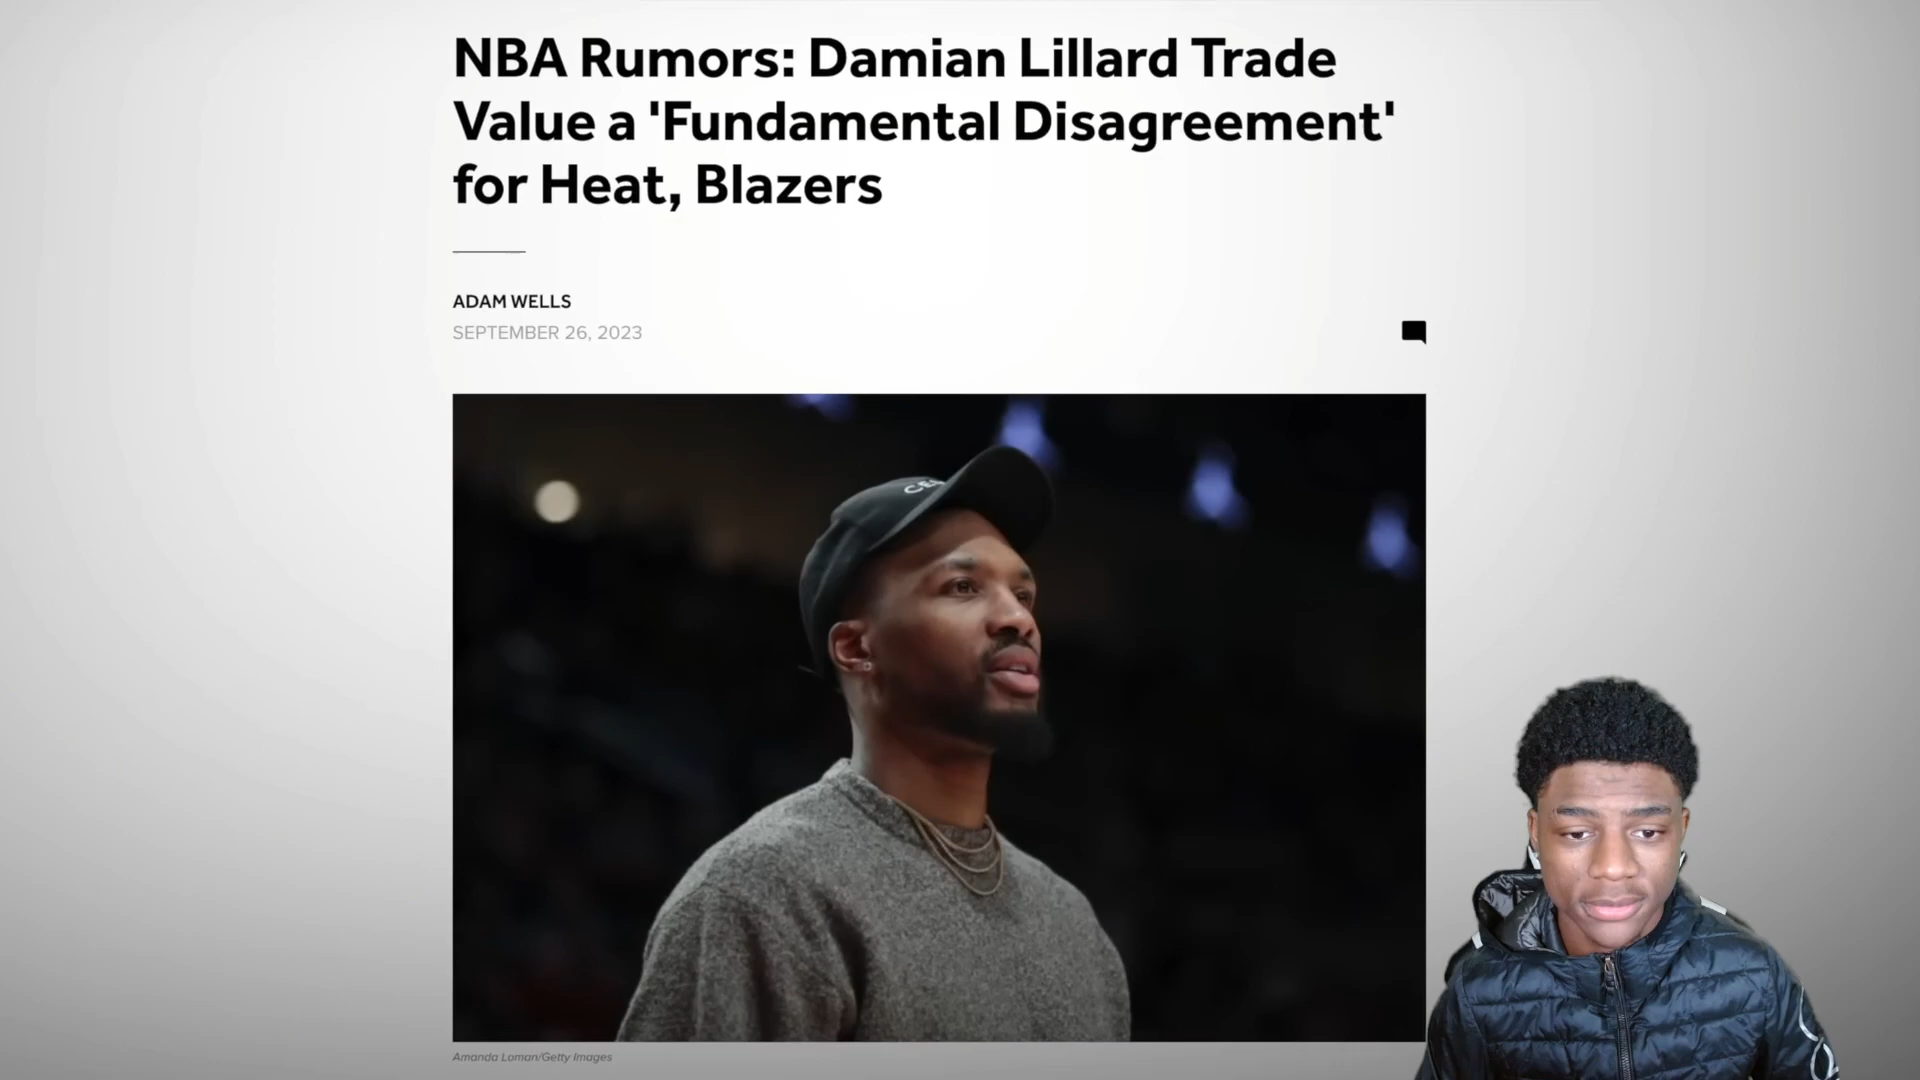 NBA Rumors: Damian Lillard Trade
Value a 'Fundamental Disagreement'
for Heat, Blazers
ADAM WELLS
SEPTEMBER 26, 2023
Amanda Loman/Getty Images